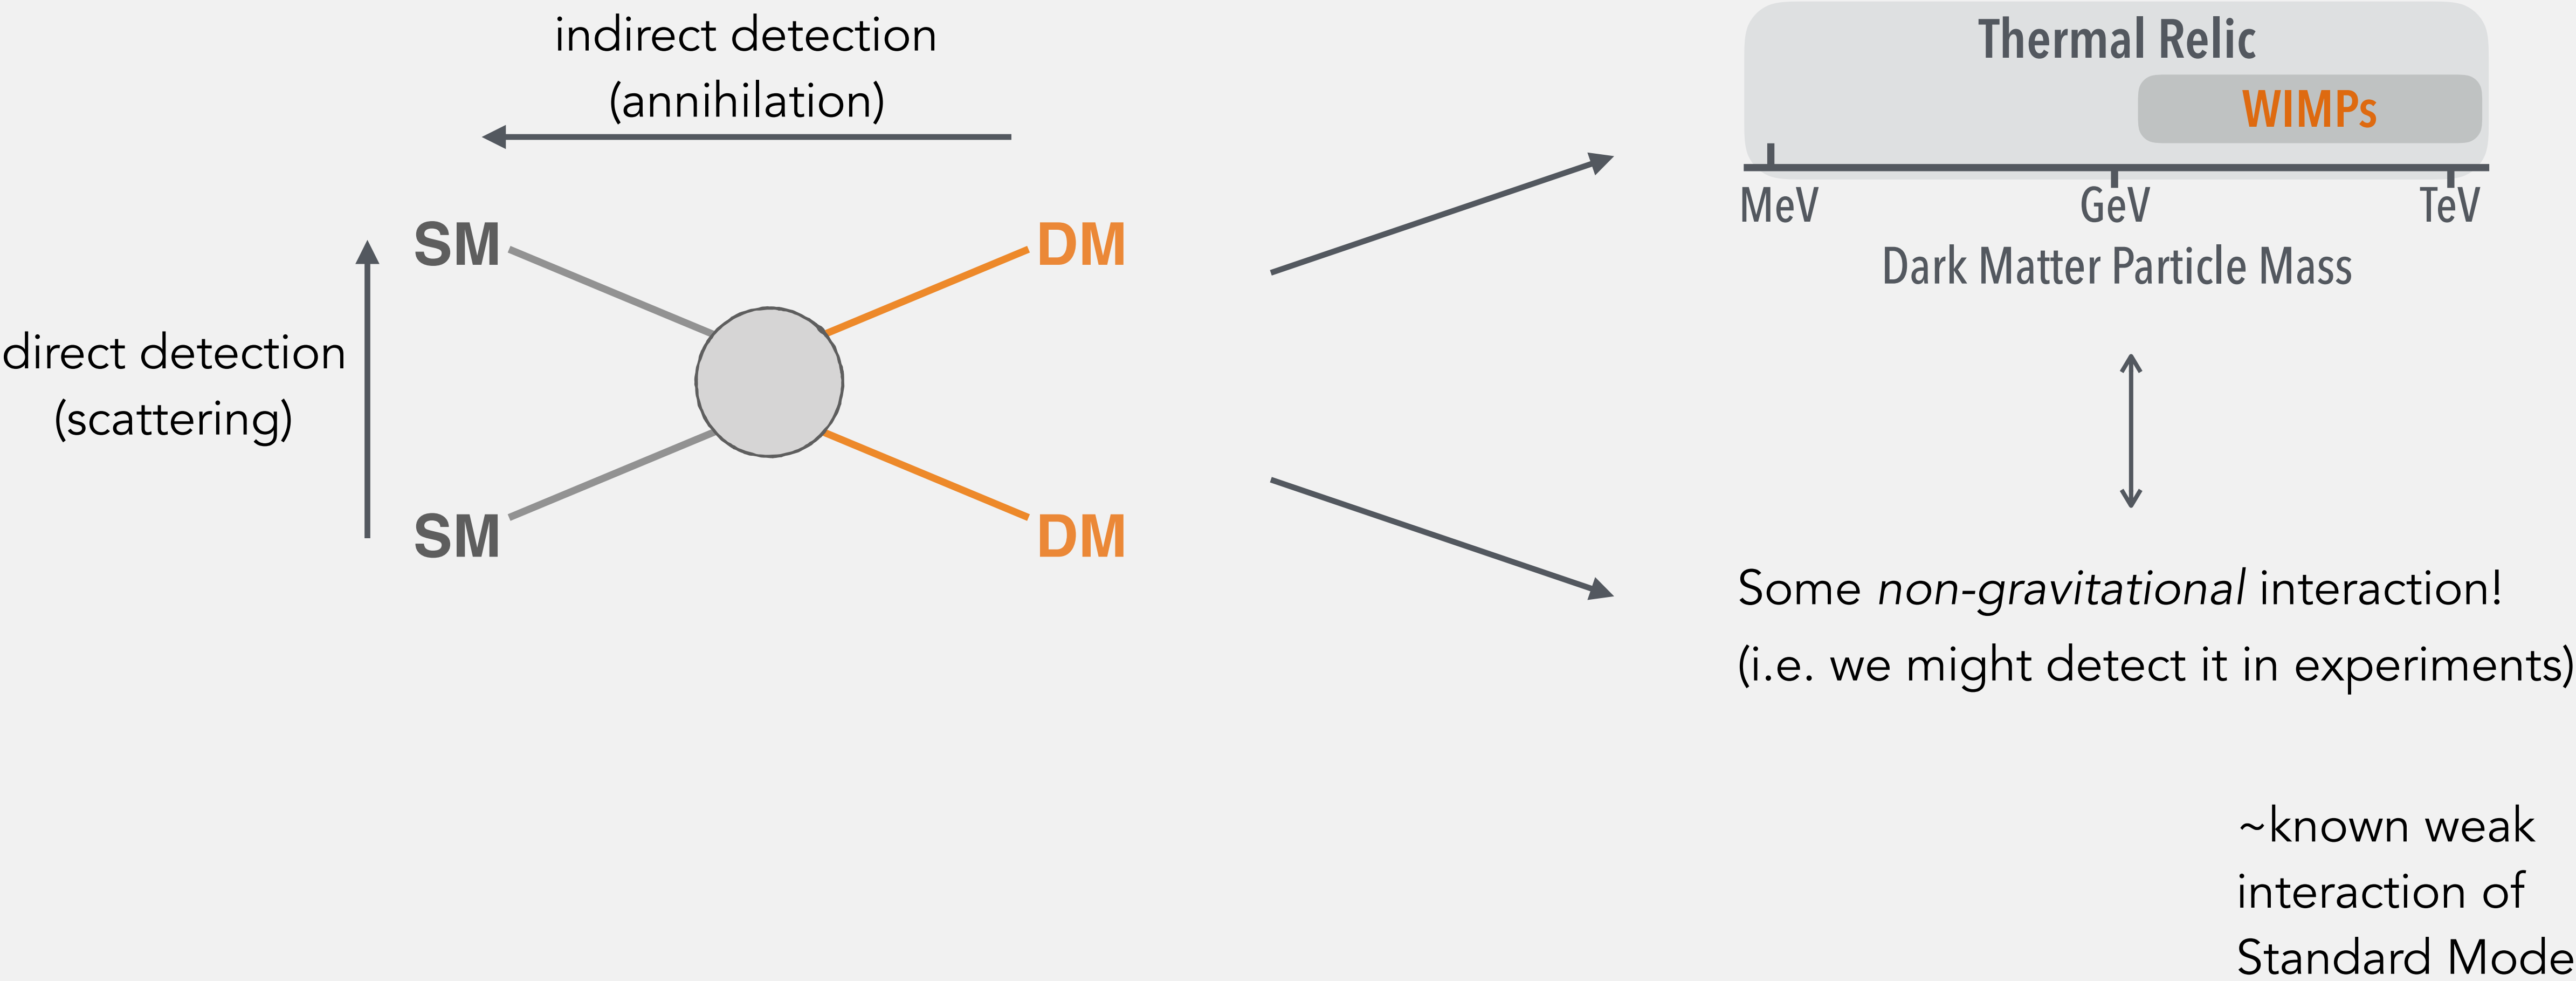 indirect detection
(annihilation)
SM
DM
direct detection
(scattering)
SM
DM
Thermal Relic
WIMPs
MeV
GeV
TeV
Dark Matter Particle Mass
Some non-gravitational interaction!
(i.e. we might detect it in experiments)
~known weak
interaction of
Standard Mode